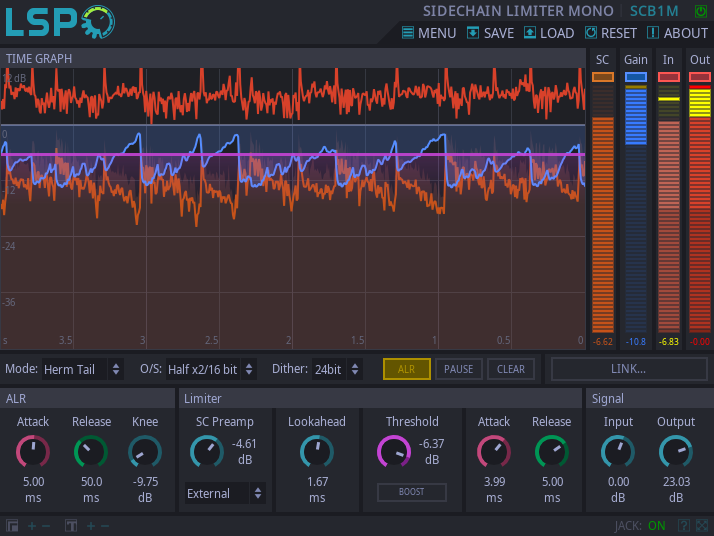 LSP SIDECHAIN LIMITER MONO SCB1M
MENU SAVE LOAD RESET ABOUT
TIME GRAPH SC Gain In Out
12 dB
0
-12
-24
-36
s 3.5 3 2.5 2 1.5 1 0.5 0
-6.62 -10.8 -6.83 -0.00
Mode: Herm Tail O/S: Half x2/16 bit Dither: 24bit ALR PAUSE CLEAR LINK...
ALR Limiter Signal
Attack Release Knee SC Preamp Lookahead Threshold Attack Release Input Output
-4.61 dB -6.37 dB
5.00 ms 50.0 ms -9.75 dB External 1.67 ms BOOST 3.99 ms 5.00 ms 0.00 dB 23.03 dB
JACK: ON ?